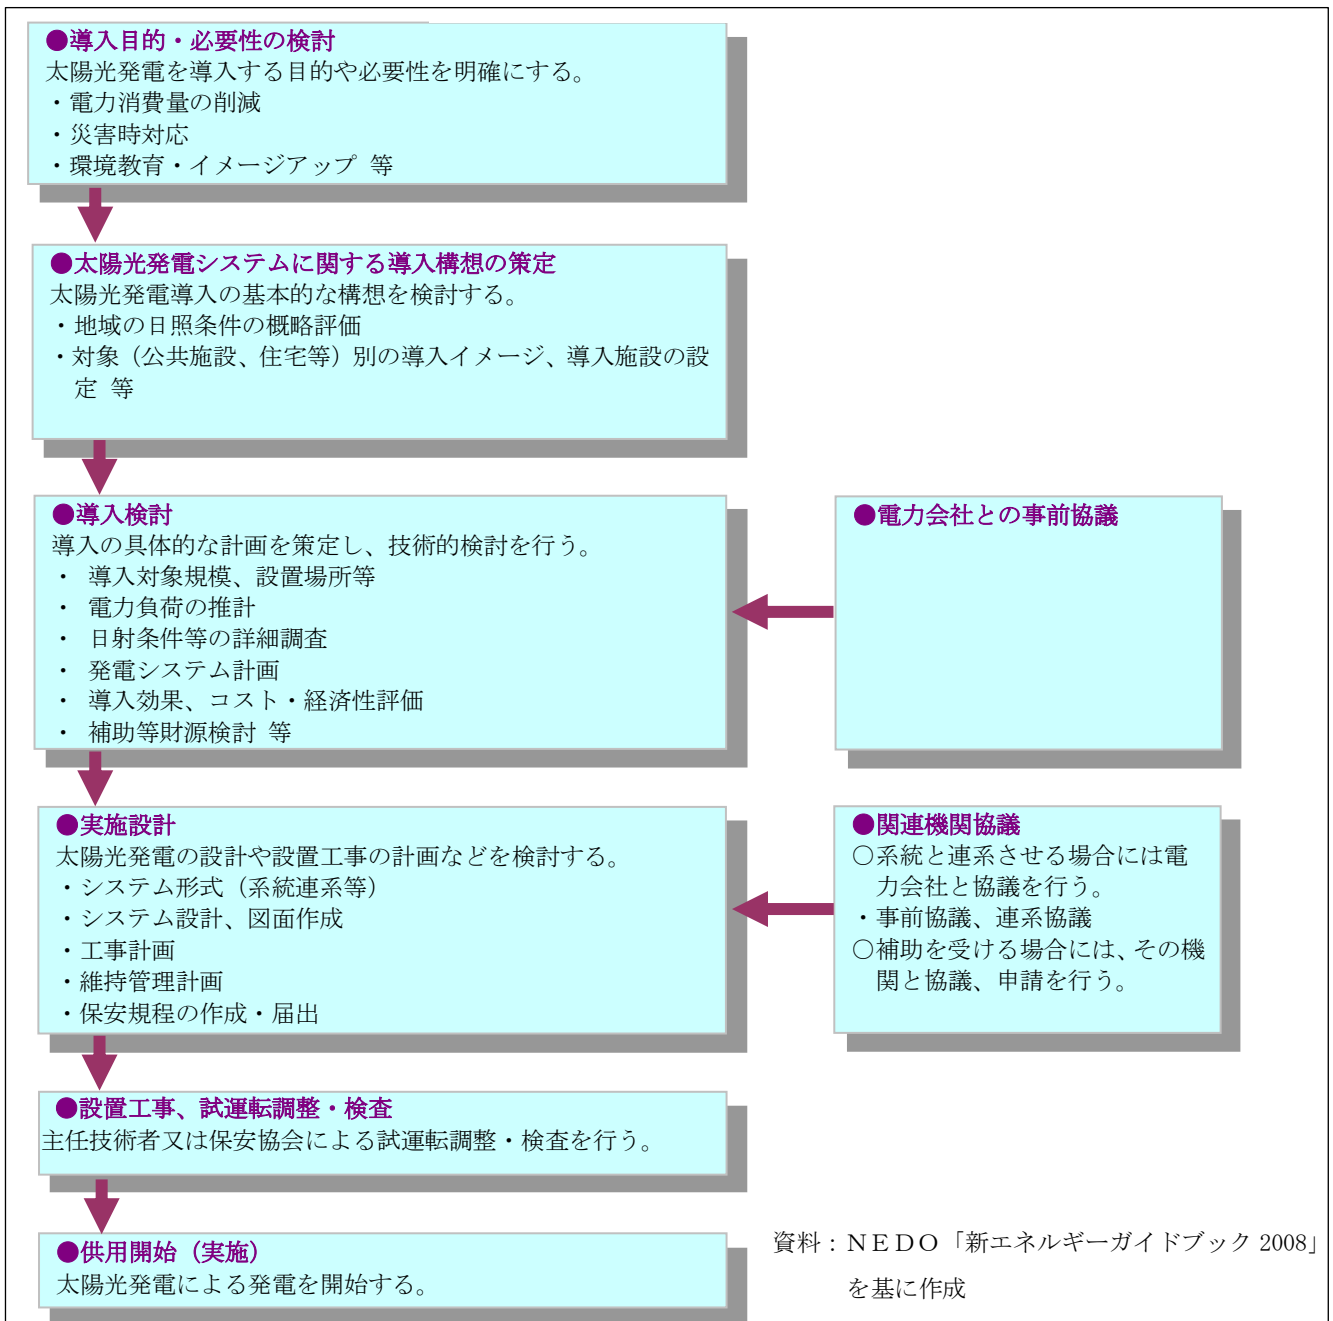 ●導入目的・必要性の検討
太陽光発電を導入する目的や必要性を明確にする。
・電力消費量の削減
・災害時対応
・環境教育・イメージアップ 等
●太陽光発電システムに関する導入構想の策定
太陽光発電導入の基本的な構想を検討する。
・地域の日照条件の概略評価
・対象（公共施設、住宅等）別の導入イメージ、導入施設の設
定 等
●導入検討
導入の具体的な計画を策定し、技術的検討を行う。
・ 導入対象規模、設置場所等
・ 電力負荷の推計
・ 日射条件等の詳細調査
・ 発電システム計画
・ 導入効果、コスト・経済性評価
・ 補助等財源検討 等
●電力会社との事前協議
●実施設計
太陽光発電の設計や設置工事の計画などを検討する。
・システム形式（系統連系等）
・システム設計、図面作成
・工事計画
・維持管理計画
・保安規程の作成・届出
●関連機関協議
○系統と連系させる場合には電
力会社と協議を行う。
・事前協議、連系協議
○補助を受ける場合には、その機
関と協議、申請を行う。
●設置工事、試運転調整・検査
主任技術者又は保安協会による試運転調整・検査を行う。
●供用開始（実施）
太陽光発電による発電を開始する。
資料：ＮＥＤＯ「新エネルギーガイドブック 2008」
を基に作成